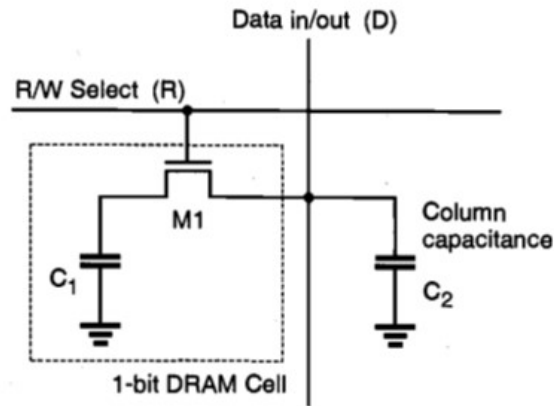 Data in/out (D)
R/W Select (R)
M1
Column
capacitance
C1
C2
1-bit DRAM Cell